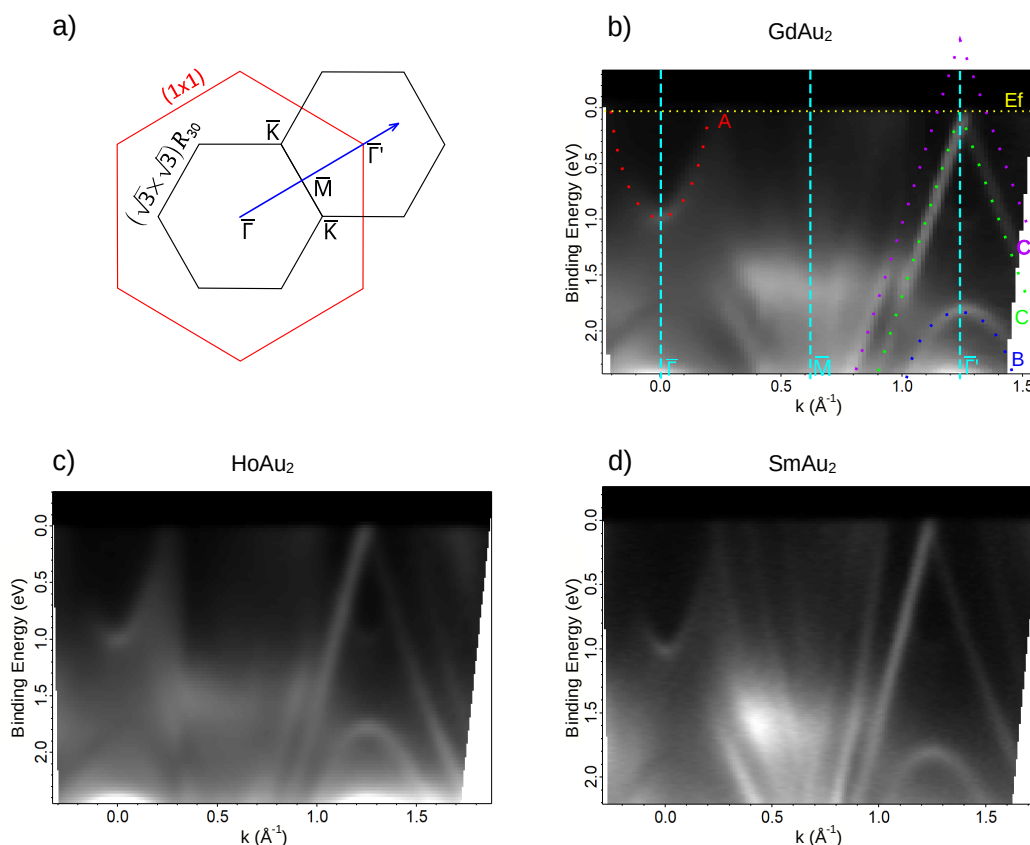 a)
(1x1)
(√3×√3)R₃₀
K̅
Γ̅'
M̅
Γ̅
K̅
b)
GdAu₂
Ef
A
C
C
B
Γ̅
M̅
Γ̅'
0.0
0.5
1.0
1.5
2.0
Binding Energy (eV)
0.0
0.5
1.0
1.5
k (Å⁻¹)
c)
HoAu₂
0.0
0.5
1.0
2.0
Binding Energy (eV)
0.0
0.5
1.0
1.5
k (Å⁻¹)
d)
SmAu₂
0.0
0.5
1.0
1.5
2.0
Binding Energy (eV)
0.0
0.5
1.0
1.5
k (Å⁻¹)